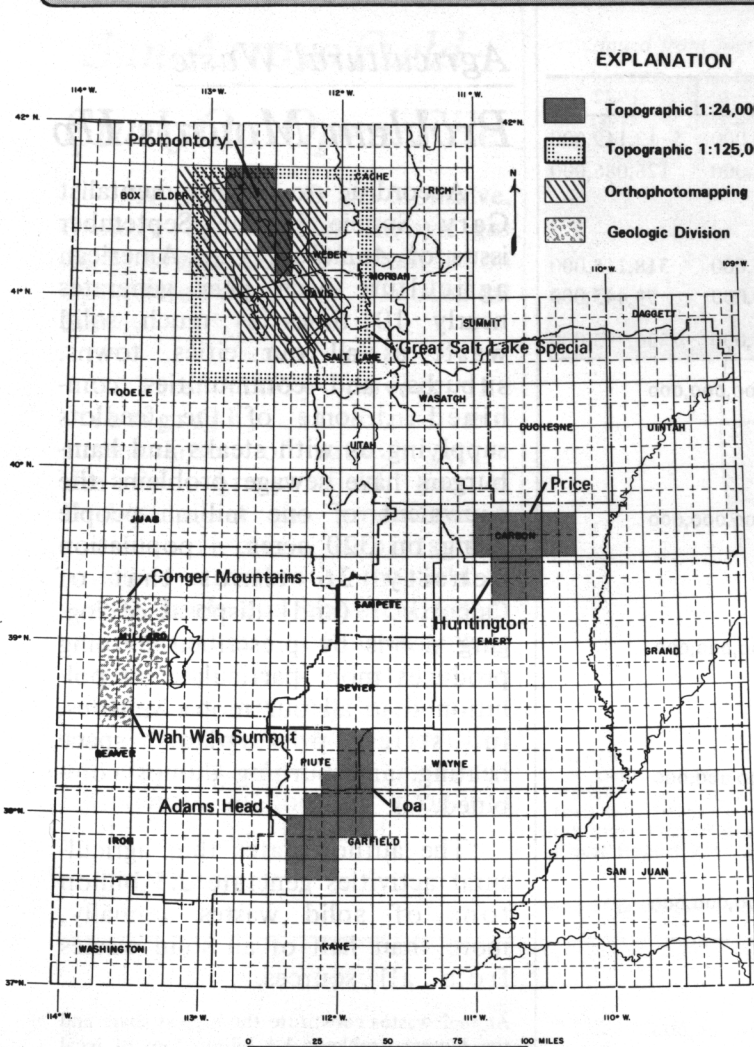 EXPLANATION
114° W.
113° W.
112° W.
111° W.
42° N.
42° N.
Topographic 1:24,00
Topographic 1:125,00
Orthophotomapping
Geologic Division
Promontory
CACHE
RICH
BOX ELDER
N
WEBER
MORGAN
110° W.
109° W.
41° N.
DAVIS
DAGGETT
SUMMIT
Great Salt Lake Special
SALT LAKE
TOOELE
WASATCH
DUCHESNE
UINTAH
UTAH
40° N.
Price
JUAB
CARBON
Conger Mountains
SANPETE
Huntington
MILLARD
39° N.
EMERY
GRAND
SEVIER
Wah Wah Summit
BEAVER
PIUTE
WAYNE
Adams Head
Loa
38° N.
IRON
GARFIELD
SAN JUAN
WASHINGTON
KANE
37° N.
114° W.
113° W.
112° W.
111° W.
110° W.
0 25 50 75 100 MILES